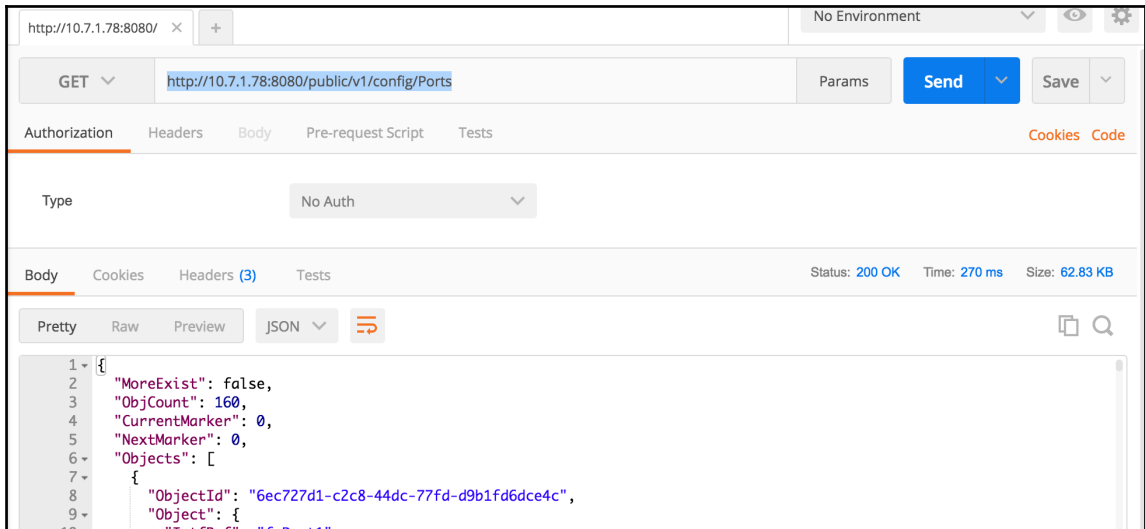 http://10.7.1.78:8080/ × +
No Environment
GET http://10.7.1.78:8080/public/v1/config/Ports Params Send Save
Authorization Headers Body Pre-request Script Tests Cookies Code
Type No Auth
Body Cookies Headers (3) Tests Status: 200 OK Time: 270 ms Size: 62.83 KB
Pretty Raw Preview JSON
1 {
2 "MoreExist": false,
3 "ObjCount": 160,
4 "CurrentMarker": 0,
5 "NextMarker": 0,
6 "Objects": [
7 {
8 "ObjectId": "6ec727d1-c2c8-44dc-77fd-d9b1fd6dce4c",
9 "Object": {